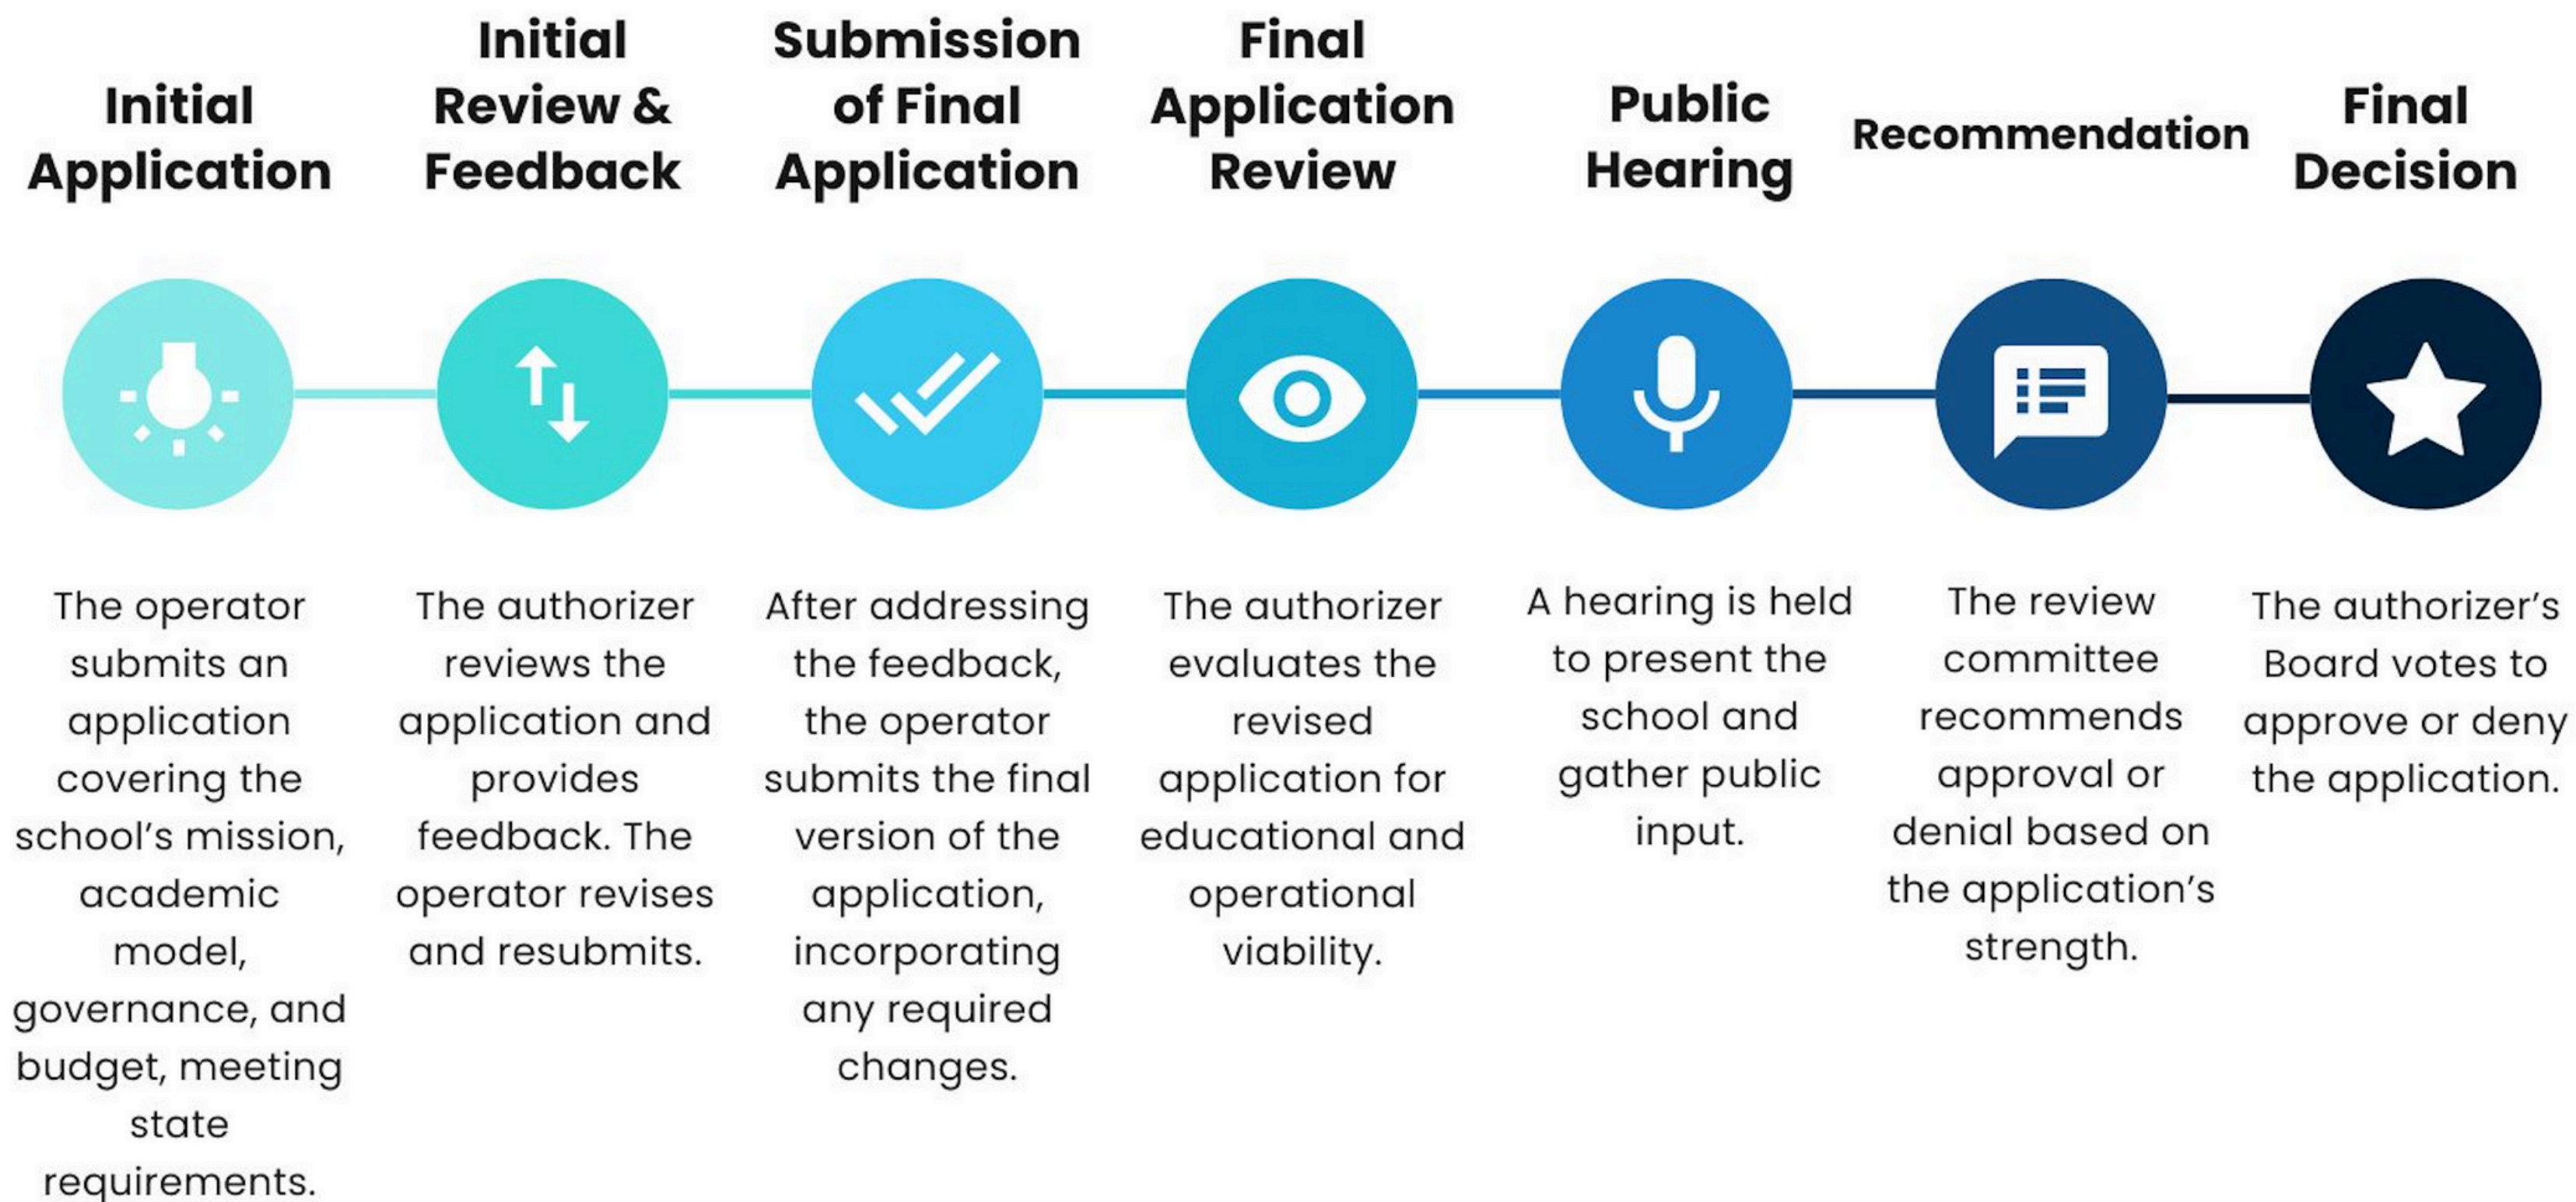 Initial
Application
The operator
submits an
application
covering the
school’s mission,
academic
model,
governance, and
budget, meeting
state
requirements.
Initial
Review &
Feedback
The authorizer
reviews the
application and
provides
feedback. The
operator revises
and resubmits.
Submission
of Final
Application
After addressing
the feedback,
the operator
submits the final
version of the
application,
incorporating
any required
changes.
Final
Application
Review
The authorizer
evaluates the
revised
application for
educational and
operational
viability.
Public
Hearing
A hearing is held
to present the
school and
gather public
input.
Recommendation
The review
committee
recommends
approval or
denial based on
the application’s
strength.
Final
Decision
The authorizer’s
Board votes to
approve or deny
the application.